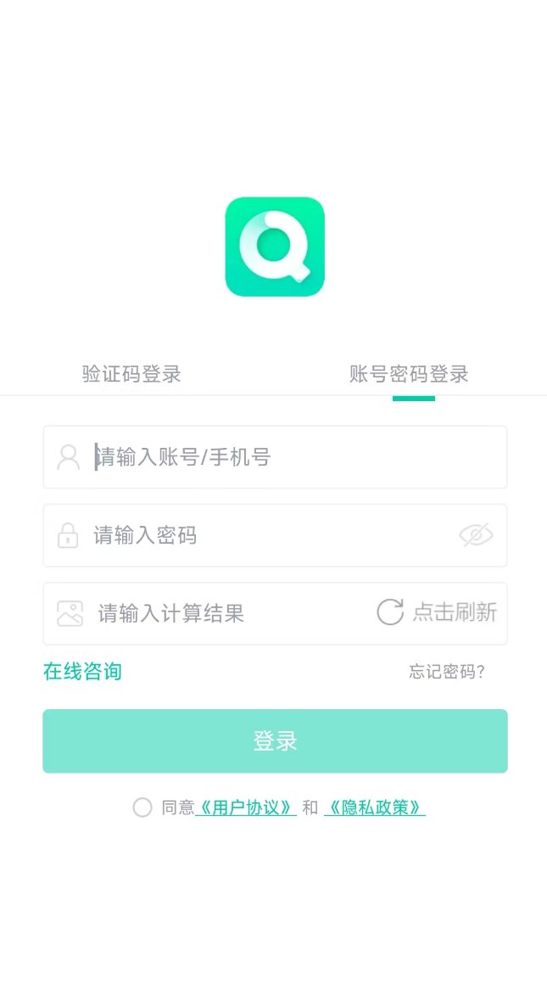 验证码登录 账号密码登录
请输入账号/手机号
请输入密码
请输入计算结果 点击刷新
在线咨询 忘记密码?
登录
同意《用户协议》 和 《隐私政策》